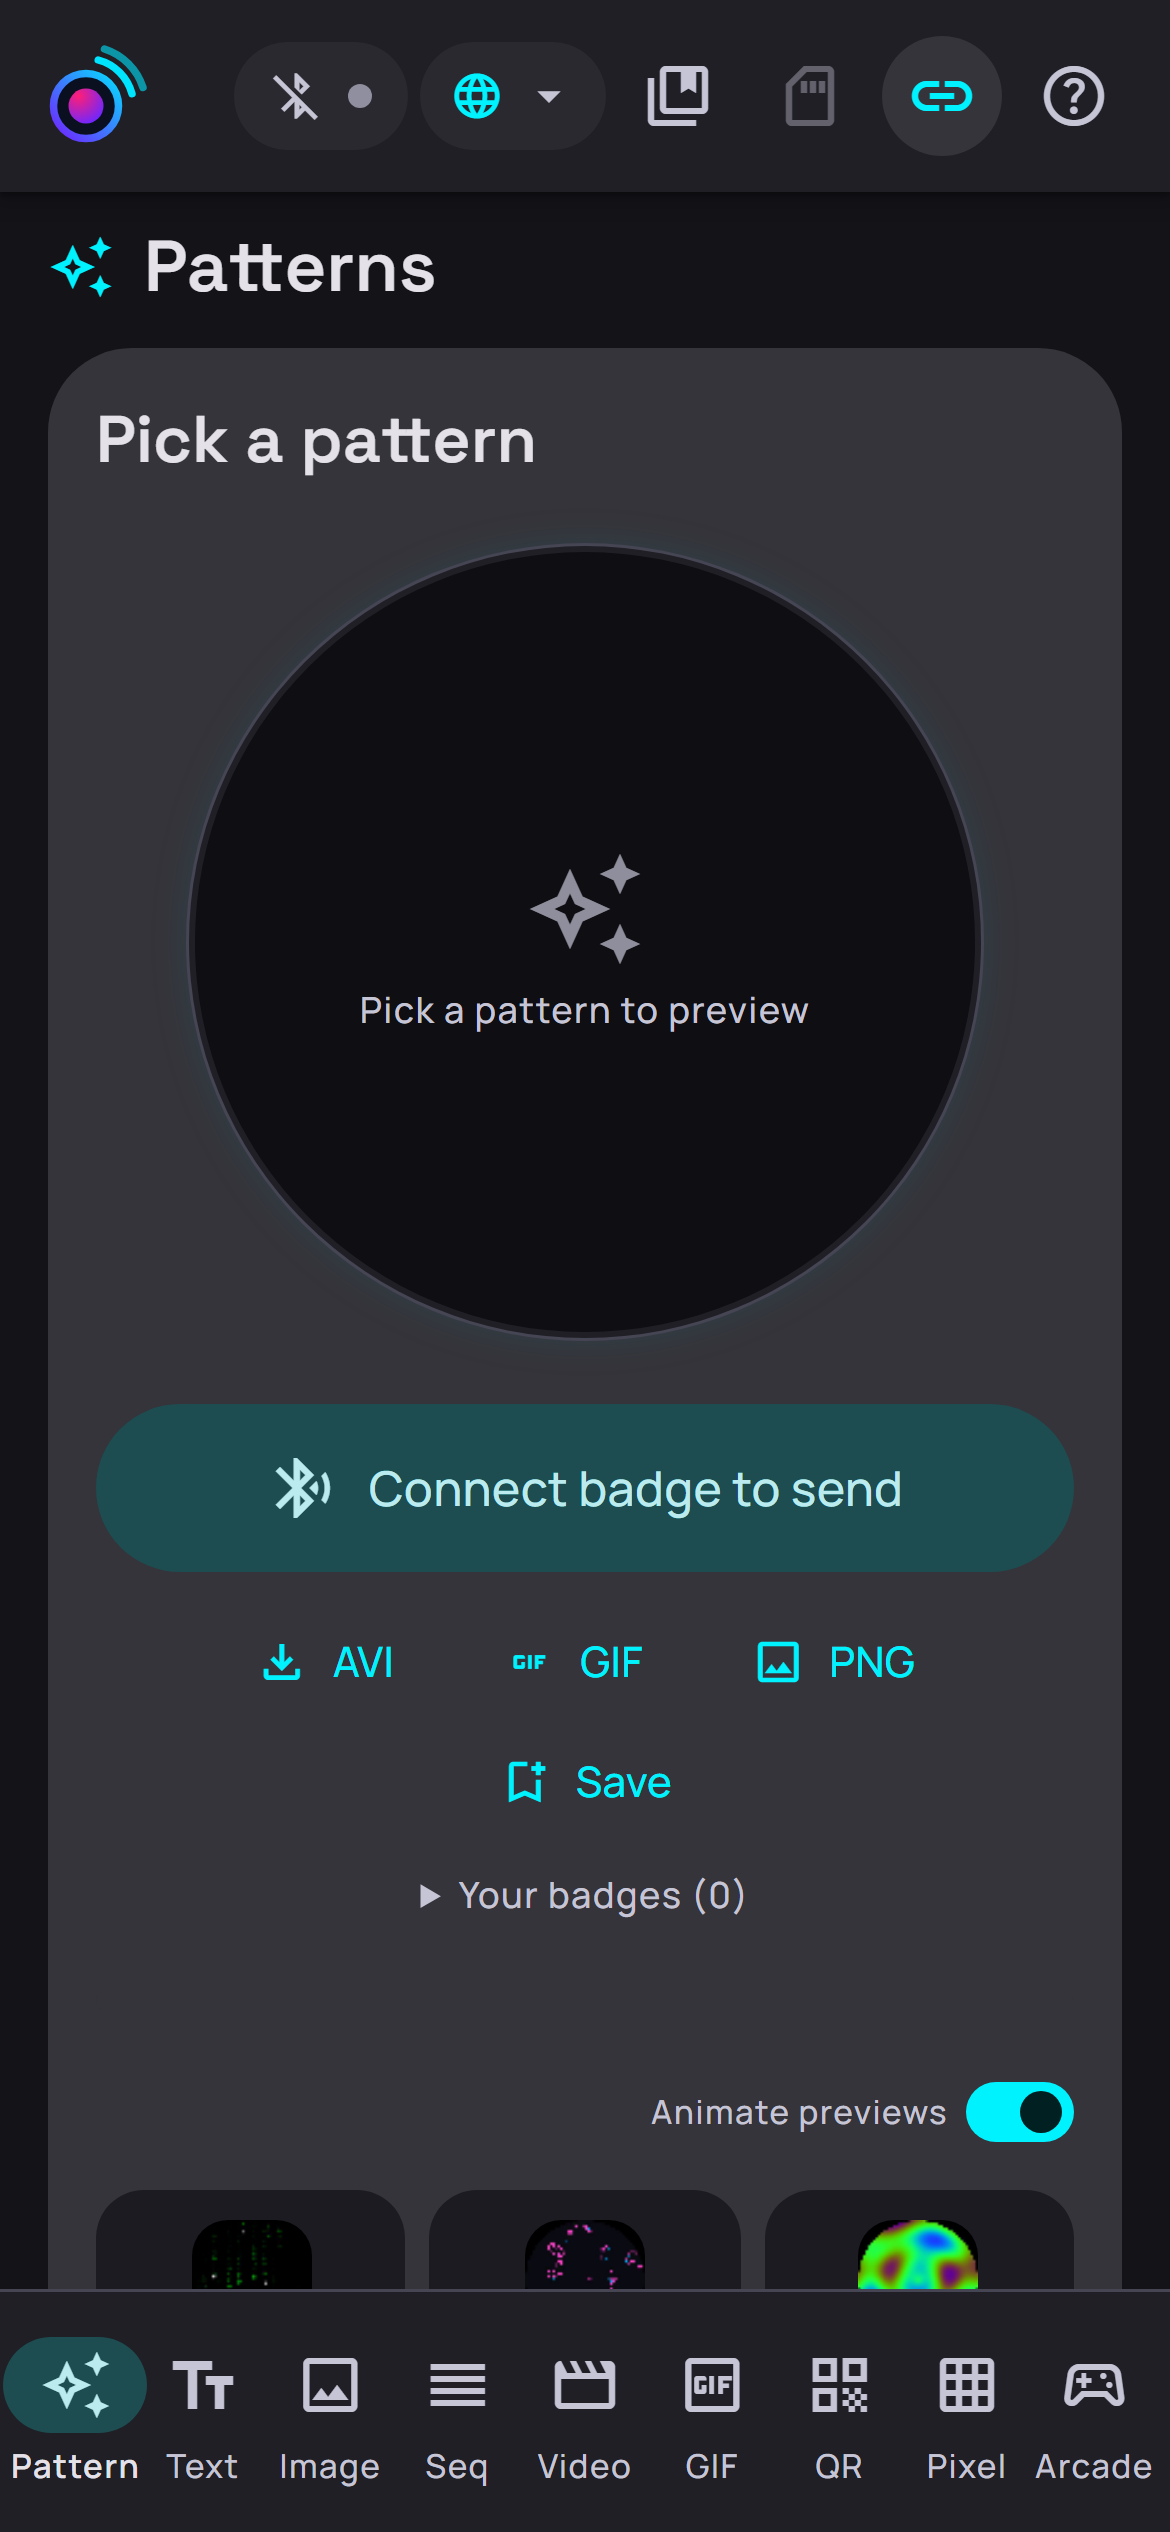 Patterns
Pick a pattern
Pick a pattern to preview
Connect badge to send
AVI
GIF GIF
PNG
Save
Your badges (0)
Animate previews
GIF
Pattern
Text
Image
Seq
Video
GIF
QR
Pixel
Arcade